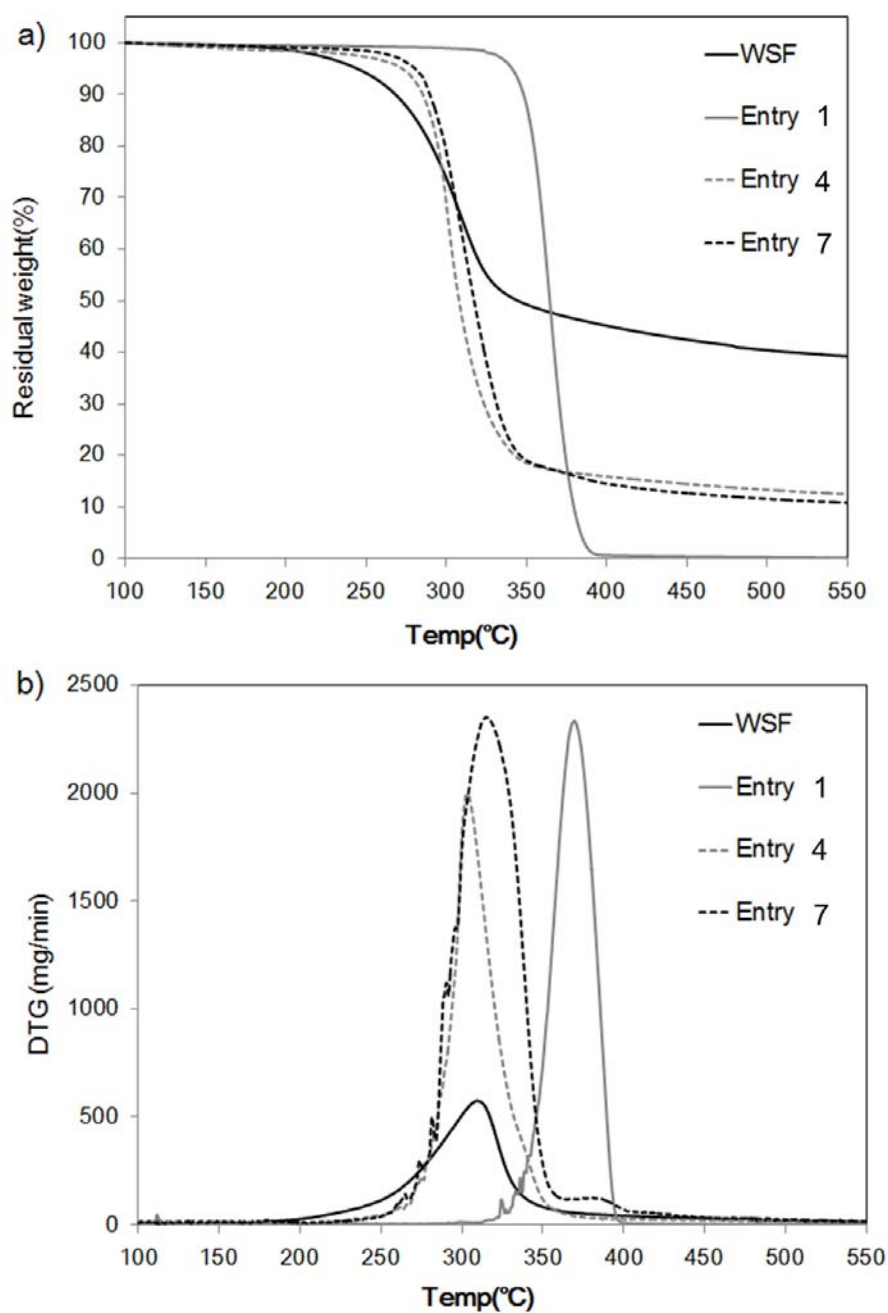 a)
100
90
80
70
60
50
40
30
20
10
0
Residual weight(%)
WSF
Entry 1
Entry 4
Entry 7
100 150 200 250 300 350 400 450 500 550
Temp(℃)
b)
2500
2000
1500
1000
500
0
DTG (mg/min)
WSF
Entry 1
Entry 4
Entry 7
100 150 200 250 300 350 400 450 500 550
Temp(℃)